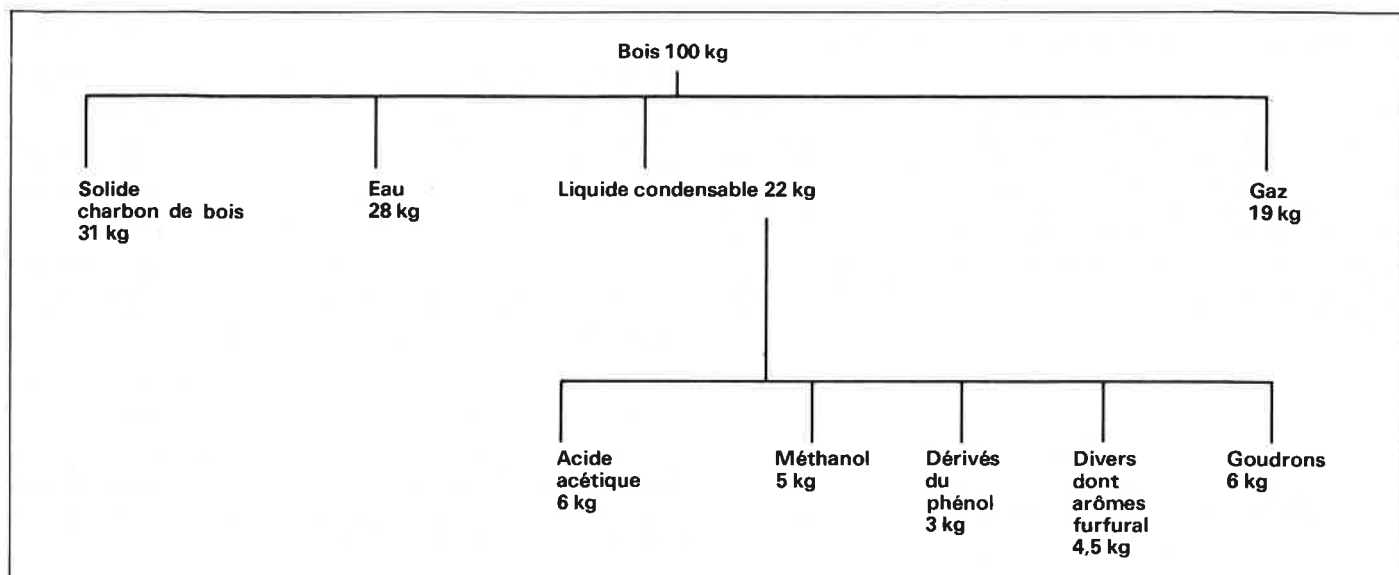 Bois 100 kg
Solide
charbon de bois
31 kg
Eau
28 kg
Liquide condensable 22 kg
Gaz
19 kg
Acide
acétique
6 kg
Méthanol
5 kg
Dérivés
du
phénol
3 kg
Divers
dont
arômes
furfural
4,5 kg
Goudrons
6 kg